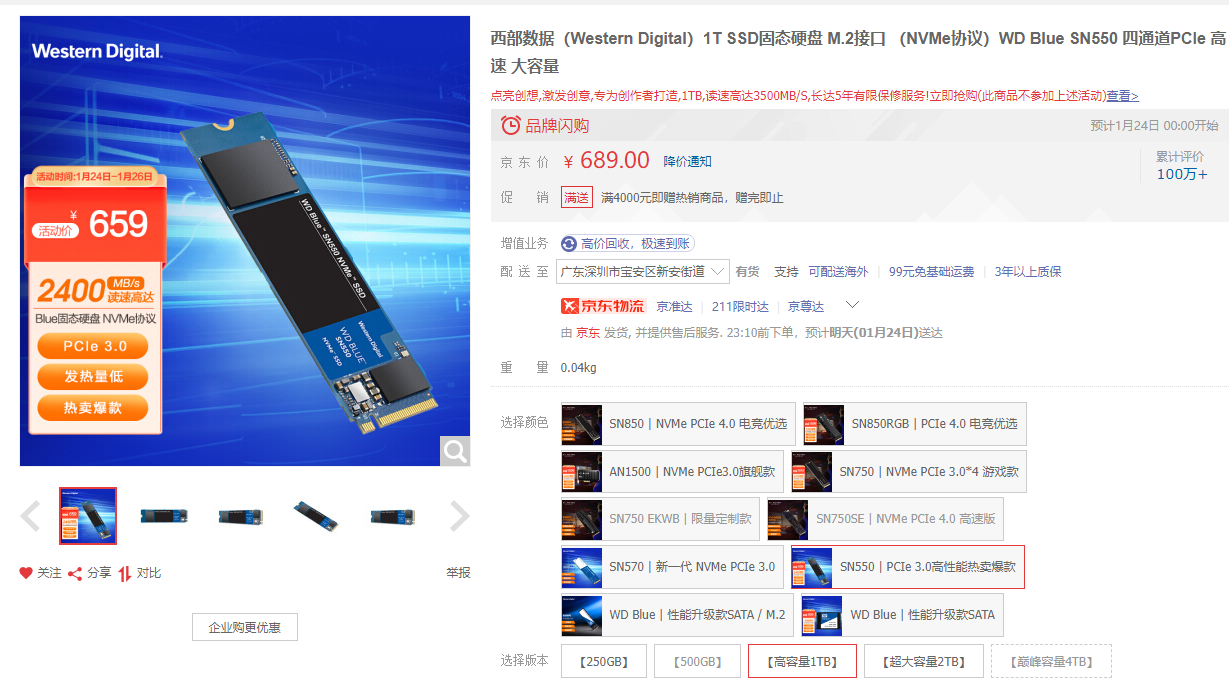 Western Digital.
活动时间:1月24日-1月26日
¥
活动价 659
2400 MB/s 读速高达
Blue固态硬盘 NVMe协议
PCIe 3.0
发热量低
热卖爆款
WD Blue™ SN550 NVMe™ SSD
Western Digital.
WD BLUE
SN550
NVMe™ SSD
关注 分享 对比 举报
企业购更优惠
西部数据（Western Digital）1T SSD固态硬盘 M.2接口 （NVMe协议）WD Blue SN550 四通道PCIe 高
速 大容量
点亮创想,激发创意,专为创作者打造,1TB,读速高达3500MB/S,长达5年有限保修服务!立即抢购(此商品不参加上述活动)查看>
品牌闪购 预计1月24日 00:00开始
京东价 ¥ 689.00 降价通知
累计评价
100万+
促销 满送 满4000元即赠热销商品，赠完即止
增值业务 高价回收，极速到账
配送至 广东深圳市宝安区新安街道 有货 支持 可配送海外 99元免基础运费 3年以上质保
京东物流 京准达 211限时达 京尊达
由 京东 发货, 并提供售后服务. 23:10前下单，预计明天(01月24日)送达
重量 0.04kg
选择颜色
SN850 | NVMe PCIe 4.0 电竞优选
SN850RGB | PCIe 4.0 电竞优选
AN1500 | NVMe PCIe3.0旗舰款
SN750 | NVMe PCIe 3.0*4 游戏款
SN750 EKWB | 限量定制款
SN750SE | NVMe PCIe 4.0 高速版
SN570 | 新一代 NVMe PCIe 3.0
SN550 | PCIe 3.0高性能热卖爆款
WD Blue | 性能升级款SATA / M.2
WD Blue | 性能升级款SATA
选择版本 【250GB】 【500GB】 【高容量1TB】 【超大容量2TB】 【巅峰容量4TB】